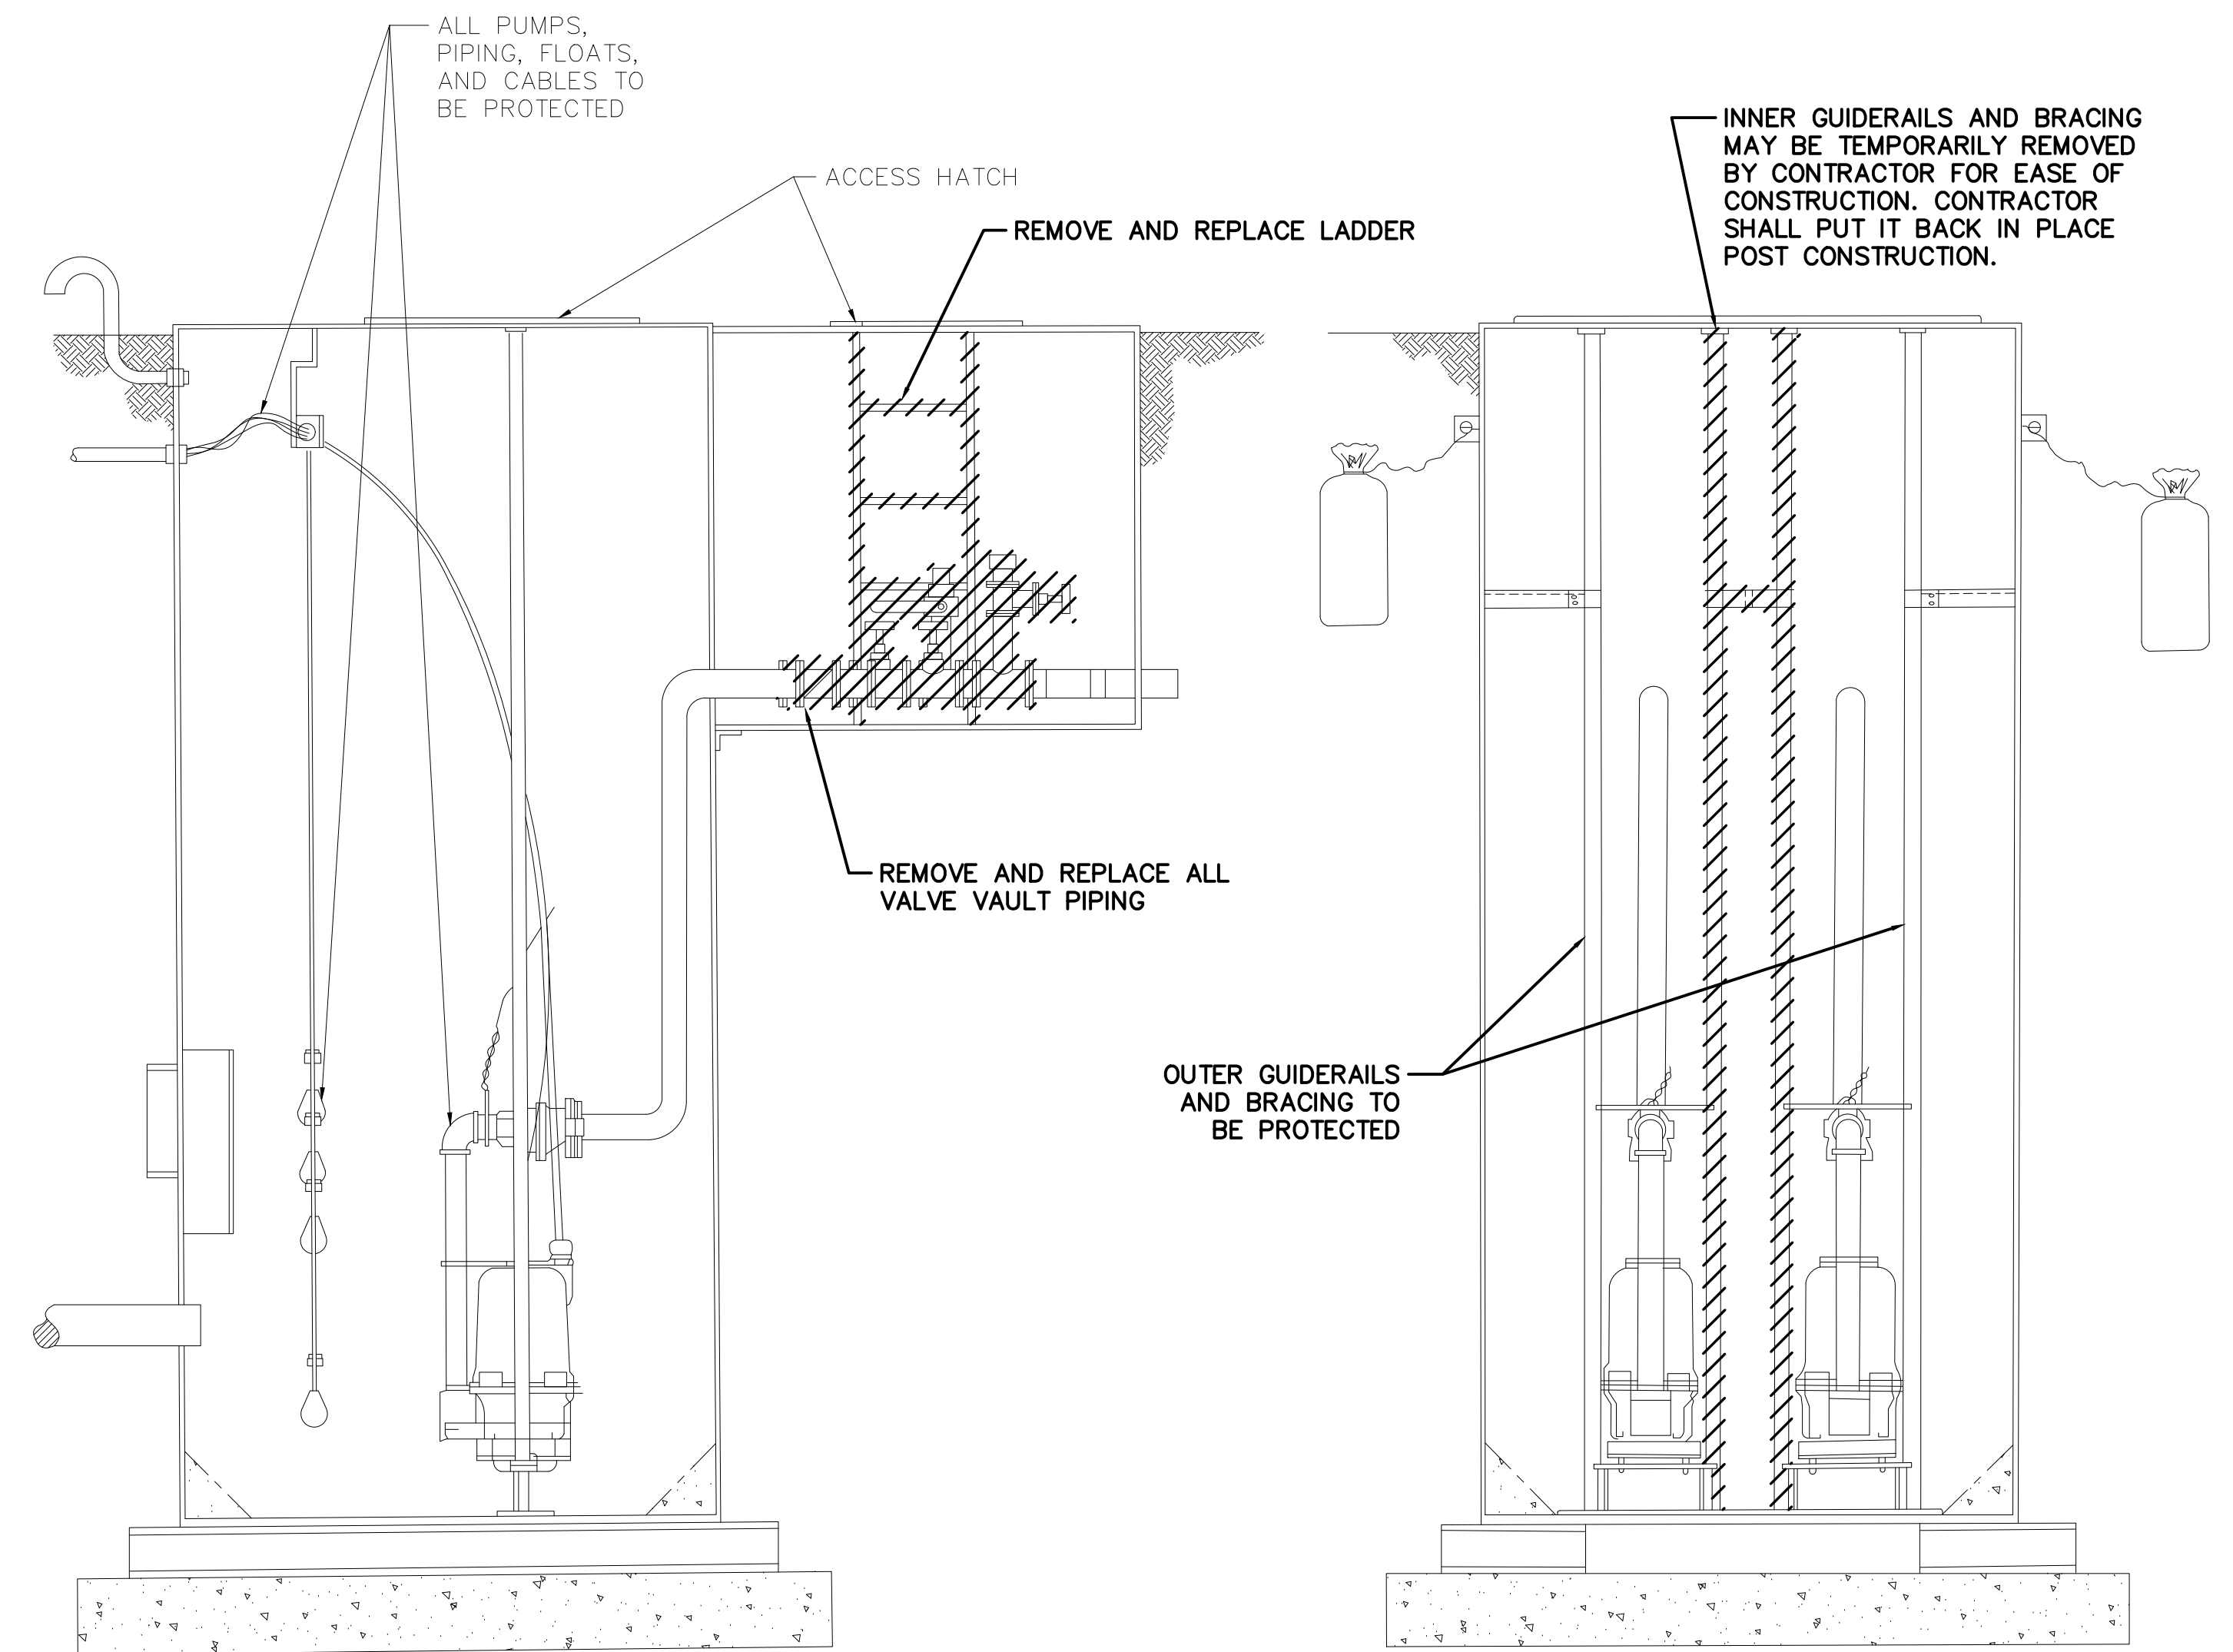 ALL PUMPS,
PIPING, FLOATS,
AND CABLES TO
BE PROTECTED
ACCESS HATCH
REMOVE AND REPLACE LADDER
INNER GUIDERAILS AND BRACING
MAY BE TEMPORARILY REMOVED
BY CONTRACTOR FOR EASE OF
CONSTRUCTION. CONTRACTOR
SHALL PUT IT BACK IN PLACE
POST CONSTRUCTION.
REMOVE AND REPLACE ALL
VALVE VAULT PIPING
OUTER GUIDERAILS
AND BRACING TO
BE PROTECTED